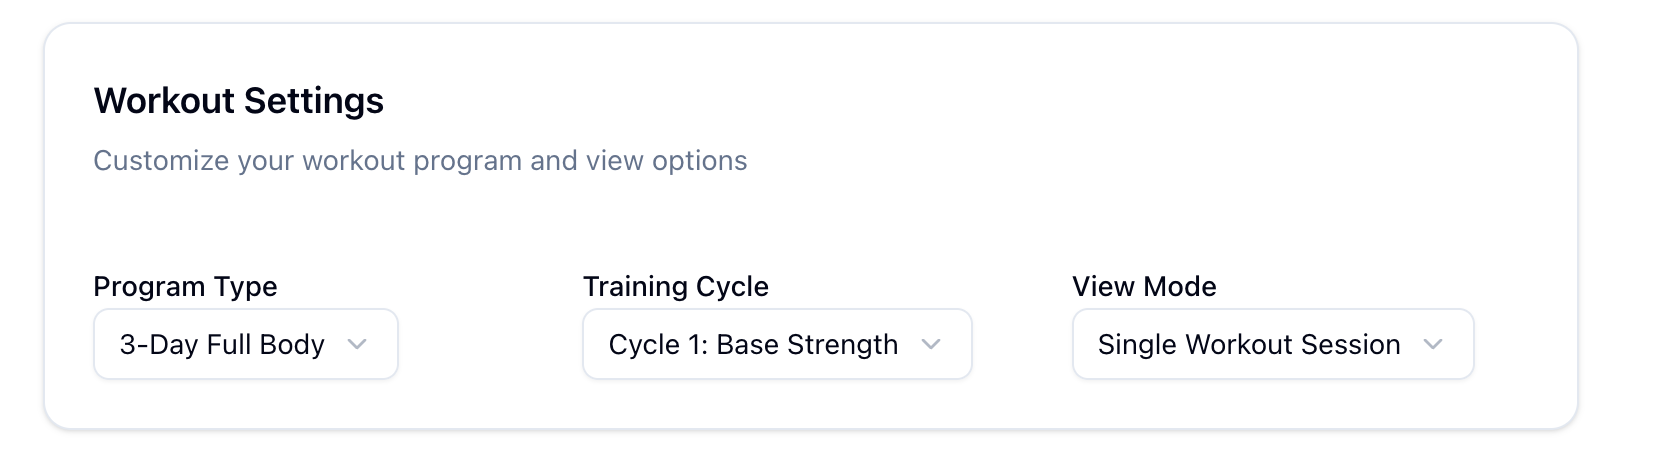 Workout Settings
Customize your workout program and view options
Program Type
3-Day Full Body
Training Cycle
Cycle 1: Base Strength
View Mode
Single Workout Session